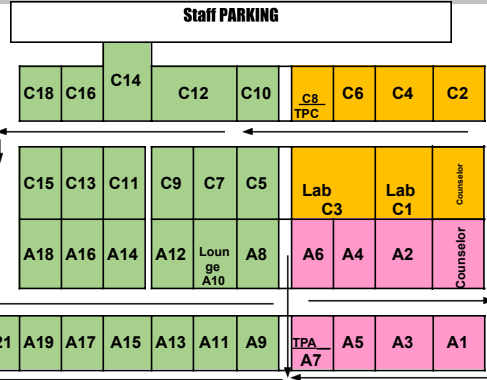 Staff PARKING
C18 C16 C14 C12 C10 C8 C6 C4 C2
TPC
C15 C13 C11 C9 C7 C5 Lab Lab Counselor
C3 C1
A18 A16 A14 A12 Loun A8 A6 A4 A2 Counselor
ge
A10
21 A19 A17 A15 A13 A11 A9 TPA A5 A3 A1
A7